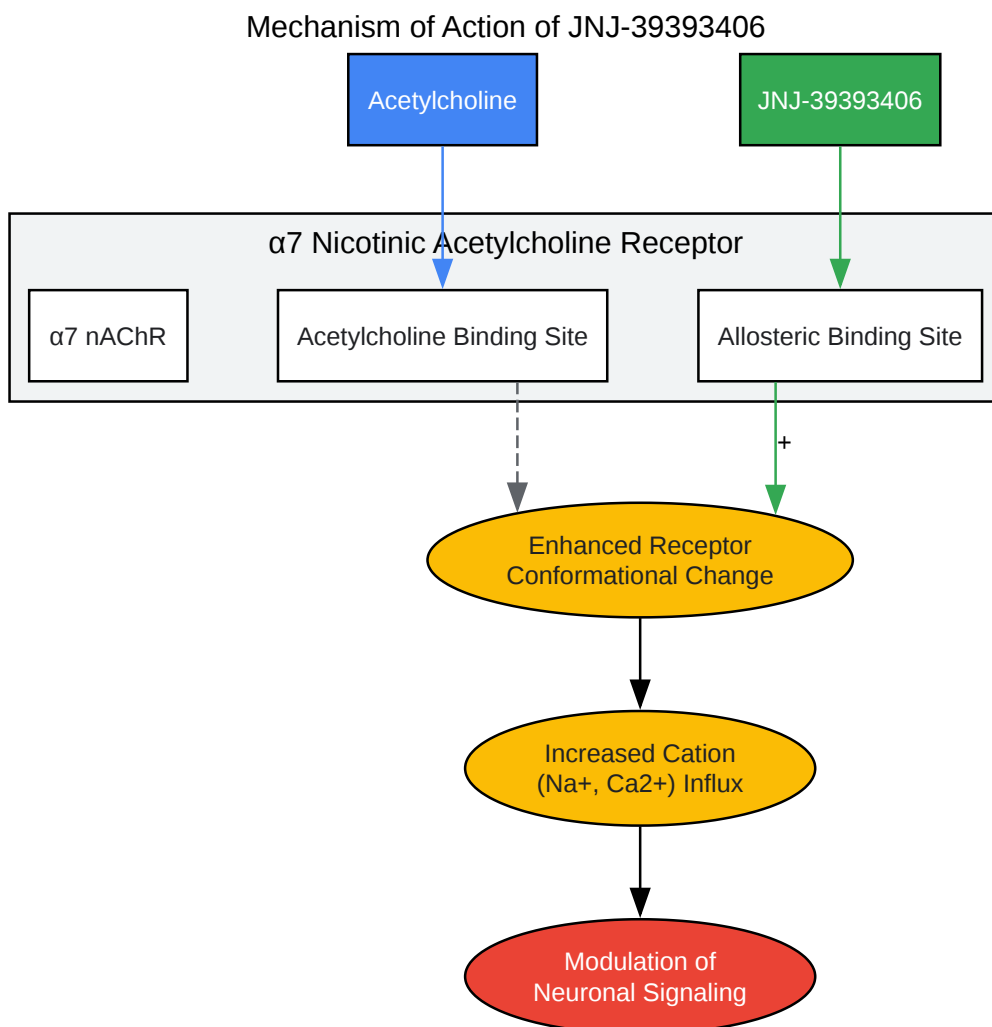 Mechanism of Action of JNJ-39393406
Acetylcholine
JNJ-39393406
α7 Nicotinic Acetylcholine Receptor
α7 nAChR
Acetylcholine Binding Site
Allosteric Binding Site
+
Enhanced Receptor
Conformational Change
Increased Cation
(Na+, Ca2+) Influx
Modulation of
Neuronal Signaling